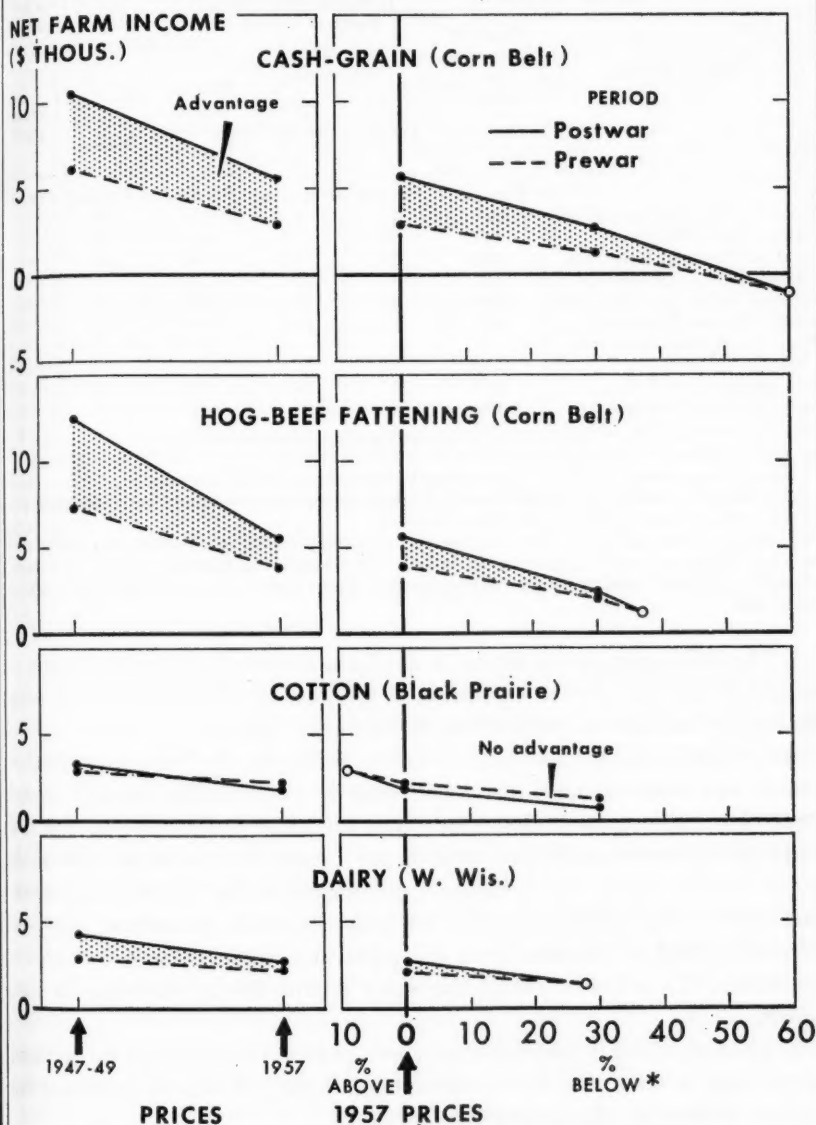 NET FARM INCOME
($ THOUS.)
CASH-GRAIN (Corn Belt)
Advantage
PERIOD
Postwar
Prewar
10
5
0
-5
HOG-BEEF FATTENING (Corn Belt)
10
5
0
COTTON (Black Prairie)
No advantage
5
0
DAIRY (W. Wis.)
5
0
10 0 10 20 30 40 50 60
1947-49 1957 % ABOVE % BELOW *
PRICES 1957 PRICES